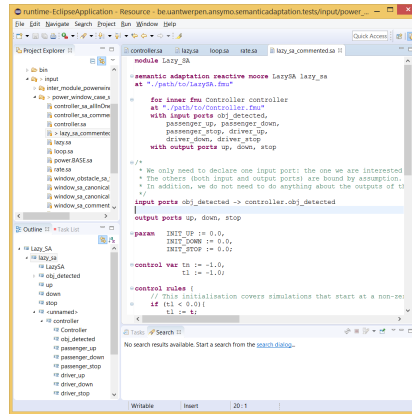 runtime-EclipseApplication - Resource - be.uantwerpen.ansymo.semanticadaptation.tests/input/power_...
File Edit Navigate Search Project Run Window Help
Quick Access
Project Explorer
bin
input
inter_module_powerwind
power_window_case_s
controller_sa_allInOne
controller_sa_comme
controller.sa
> lazy_sa_commented
lazy.sa
loop.sa
power.BASE.sa
rate.sa
window_obstacle_sa_
window_sa_canonical
window_sa_canonical
window_sa_comment
Outline
Task List
Lazy_SA
lazy_sa
LazySA
obj_detected
up
down
stop
<unnamed>
controller
Controller
obj_detected
passenger_up
passenger_down
passenger_stop
driver_up
driver_down
driver_stop
controller.sa
lazy.sa
loop.sa
rate.sa
lazy_sa_commented.sa
module Lazy_SA
semantic adaptation reactive moore LazySA lazy_sa
at "./path/to/LazySA.fmu"
for inner fmu Controller controller
at "./path/to/Controller.fmu"
with input ports obj_detected,
passenger_up, passenger_down,
passenger_stop, driver_up,
driver_down, driver_stop
with output ports up, down, stop
/*
* We only need to declare one input port: the one we are interested
* The others (both input and output ports) are bound by assumption.
* In addition, we do not need to do anything about the outputs of th
*/
input ports obj_detected -> controller.obj_detected
output ports up, down, stop
param INIT_UP := 0.0,
INIT_DOWN := 0.0,
INIT_STOP := 0.0;
control var tn := -1.0,
tl := -1.0;
control rules {
// This initialisation covers simulations that start at a non-zer
if (tl < 0.0){
tl := t;
Tasks
Search
No search results available. Start a search from the search dialog...
Writable
Insert
20 : 1